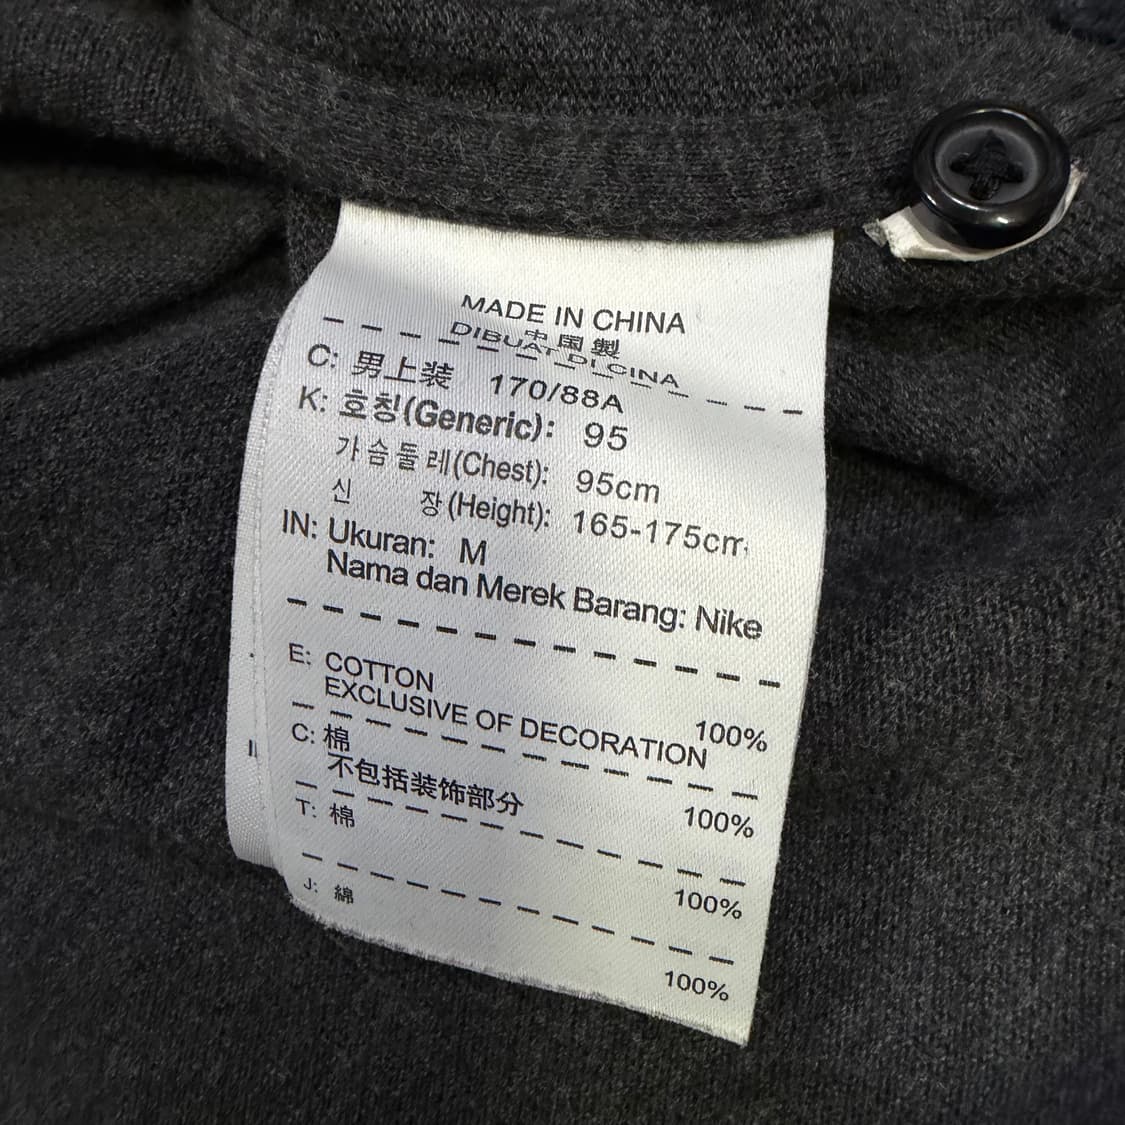 MADE IN CHINA
中国製
DIBUAT DI CINA
C: 男上装 170/88A
K: 호칭(Generic): 95
가슴둘레(Chest): 95cm
신 장(Height): 165-175cm
IN: Ukuran: M
Nama dan Merek Barang: Nike
E: COTTON 100%
EXCLUSIVE OF DECORATION
C: 棉 100%
不包括装饰部分
T: 棉 100%
J: 綿 100%